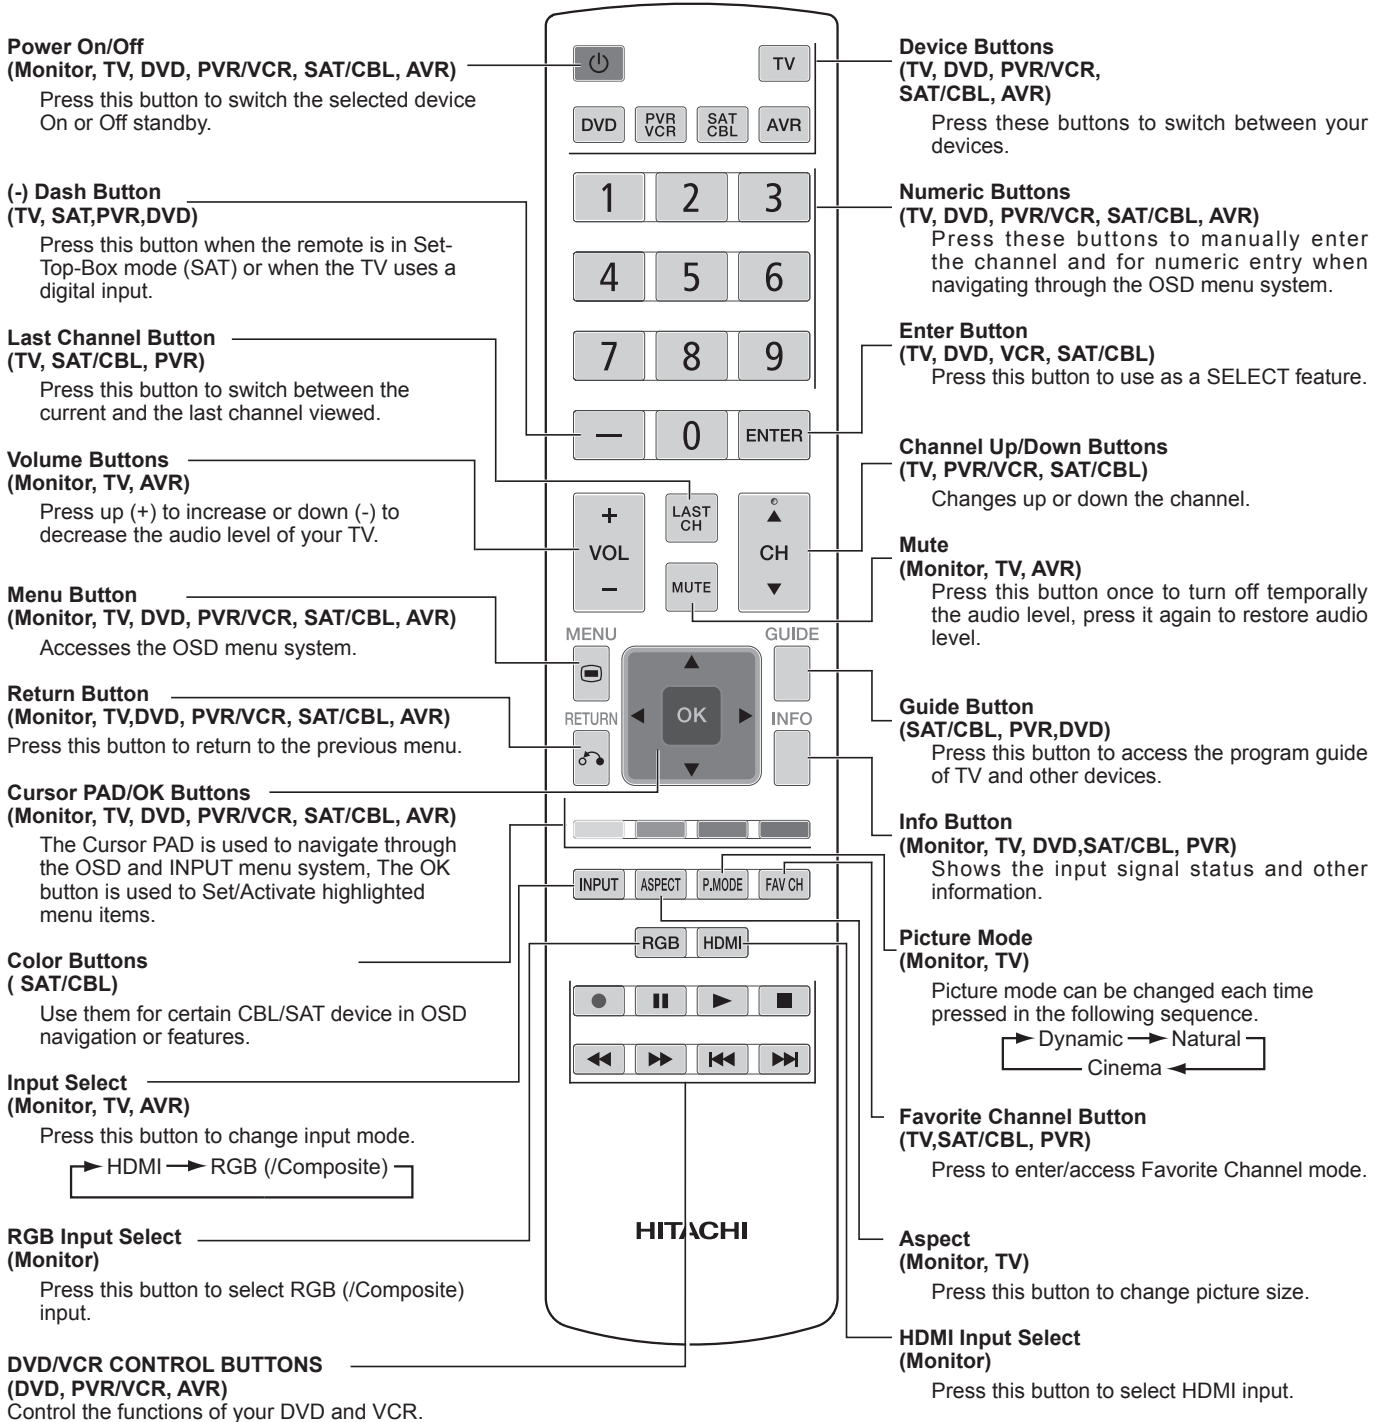 Power On/Off
(Monitor, TV, DVD, PVR/VCR, SAT/CBL, AVR)
Press this button to switch the selected device
On or Off standby.
(-) Dash Button
(TV, SAT,PVR,DVD)
Press this button when the remote is in Set-
Top-Box mode (SAT) or when the TV uses a
digital input.
Last Channel Button
(TV, SAT/CBL, PVR)
Press this button to switch between the
current and the last channel viewed.
Volume Buttons
(Monitor, TV, AVR)
Press up (+) to increase or down (-) to
decrease the audio level of your TV.
Menu Button
(Monitor, TV, DVD, PVR/VCR, SAT/CBL, AVR)
Accesses the OSD menu system.
Return Button
(Monitor, TV,DVD, PVR/VCR, SAT/CBL, AVR)
Press this button to return to the previous menu.
Cursor PAD/OK Buttons
(Monitor, TV, DVD, PVR/VCR, SAT/CBL, AVR)
The Cursor PAD is used to navigate through
the OSD and INPUT menu system, The OK
button is used to Set/Activate highlighted
menu items.
Color Buttons
( SAT/CBL)
Use them for certain CBL/SAT device in OSD
navigation or features.
Input Select
(Monitor, TV, AVR)
Press this button to change input mode.
HDMI RGB (/Composite)
RGB Input Select
(Monitor)
Press this button to select RGB (/Composite)
input.
DVD/VCR CONTROL BUTTONS
(DVD, PVR/VCR, AVR)
Control the functions of your DVD and VCR.
TV
DVD PVR VCR SAT CBL AVR
1 2 3
4 5 6
7 8 9
— 0 ENTER
+
VOL
−
LAST
CH
MUTE
CH
MENU GUIDE
OK
RETURN INFO
INPUT ASPECT P.MODE FAV CH
RGB HDMI
HITACHI
Device Buttons
(TV, DVD, PVR/VCR,
SAT/CBL, AVR)
Press these buttons to switch between your
devices.
Numeric Buttons
(TV, DVD, PVR/VCR, SAT/CBL, AVR)
Press these buttons to manually enter
the channel and for numeric entry when
navigating through the OSD menu system.
Enter Button
(TV, DVD, VCR, SAT/CBL)
Press this button to use as a SELECT feature.
Channel Up/Down Buttons
(TV, PVR/VCR, SAT/CBL)
Changes up or down the channel.
Mute
(Monitor, TV, AVR)
Press this button once to turn off temporally
the audio level, press it again to restore audio
level.
Guide Button
(SAT/CBL, PVR,DVD)
Press this button to access the program guide
of TV and other devices.
Info Button
(Monitor, TV, DVD,SAT/CBL, PVR)
Shows the input signal status and other
information.
Picture Mode
(Monitor, TV)
Picture mode can be changed each time
pressed in the following sequence.
Dynamic Natural
Cinema
Favorite Channel Button
(TV,SAT/CBL, PVR)
Press to enter/access Favorite Channel mode.
Aspect
(Monitor, TV)
Press this button to change picture size.
HDMI Input Select
(Monitor)
Press this button to select HDMI input.